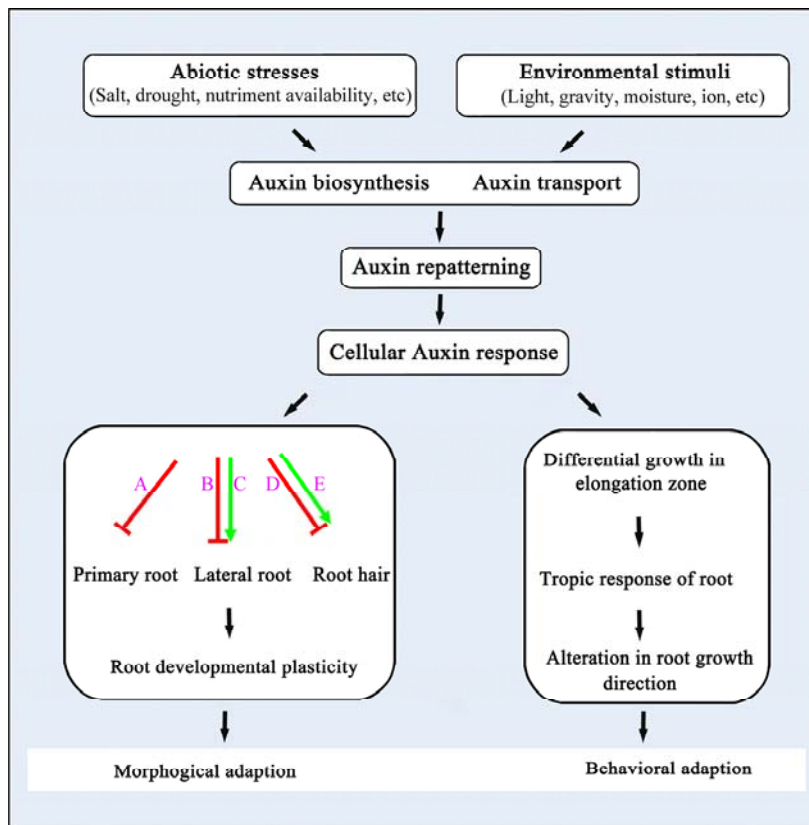 Abiotic stresses
(Salt, drought, nutriment availability, etc)
Environmental stimuli
(Light, gravity, moisture, ion, etc)
Auxin biosynthesis Auxin transport
Auxin repatterning
Cellular Auxin response
A B C D E
Primary root Lateral root Root hair
Root developmental plasticity
Differential growth in
elongation zone
Tropic response of root
Alteration in root growth
direction
Morphogical adaption
Behavioral adaption